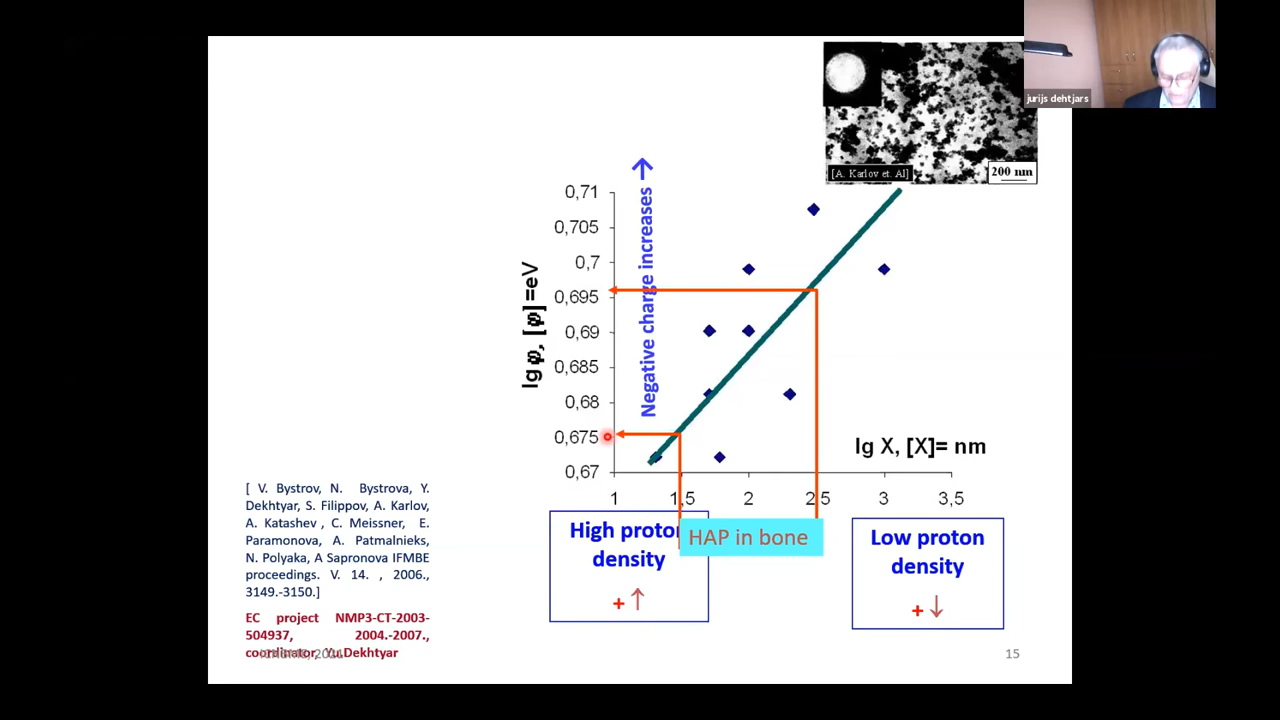 jurijs dehtjars
[A. Karlov et. Al]
200 nm
Negative charge increases
lg φ, [φ]=eV
0,71
0,705
0,7
0,695
0,69
0,685
0,68
0,675
0,67
lg X, [X]= nm
1
1,5
2
2,5
3
3,5
High proton
density
+ ↑
HAP in bone
Low proton
density
+ ↓
[ V. Bystrov, N. Bystrova, Y.
Dekhtyar, S. Filippov, A. Karlov,
A. Katashev , C. Meissner, E.
Paramonova, A. Patmalnieks,
N. Polyaka, A Sapronova IFMBE
proceedings. V. 14. , 2006.,
3149.-3150.]
EC project NMP3-CT-2003-
504937, 2004.-2007.,
coordinator, Yu.Dekhtyar
15